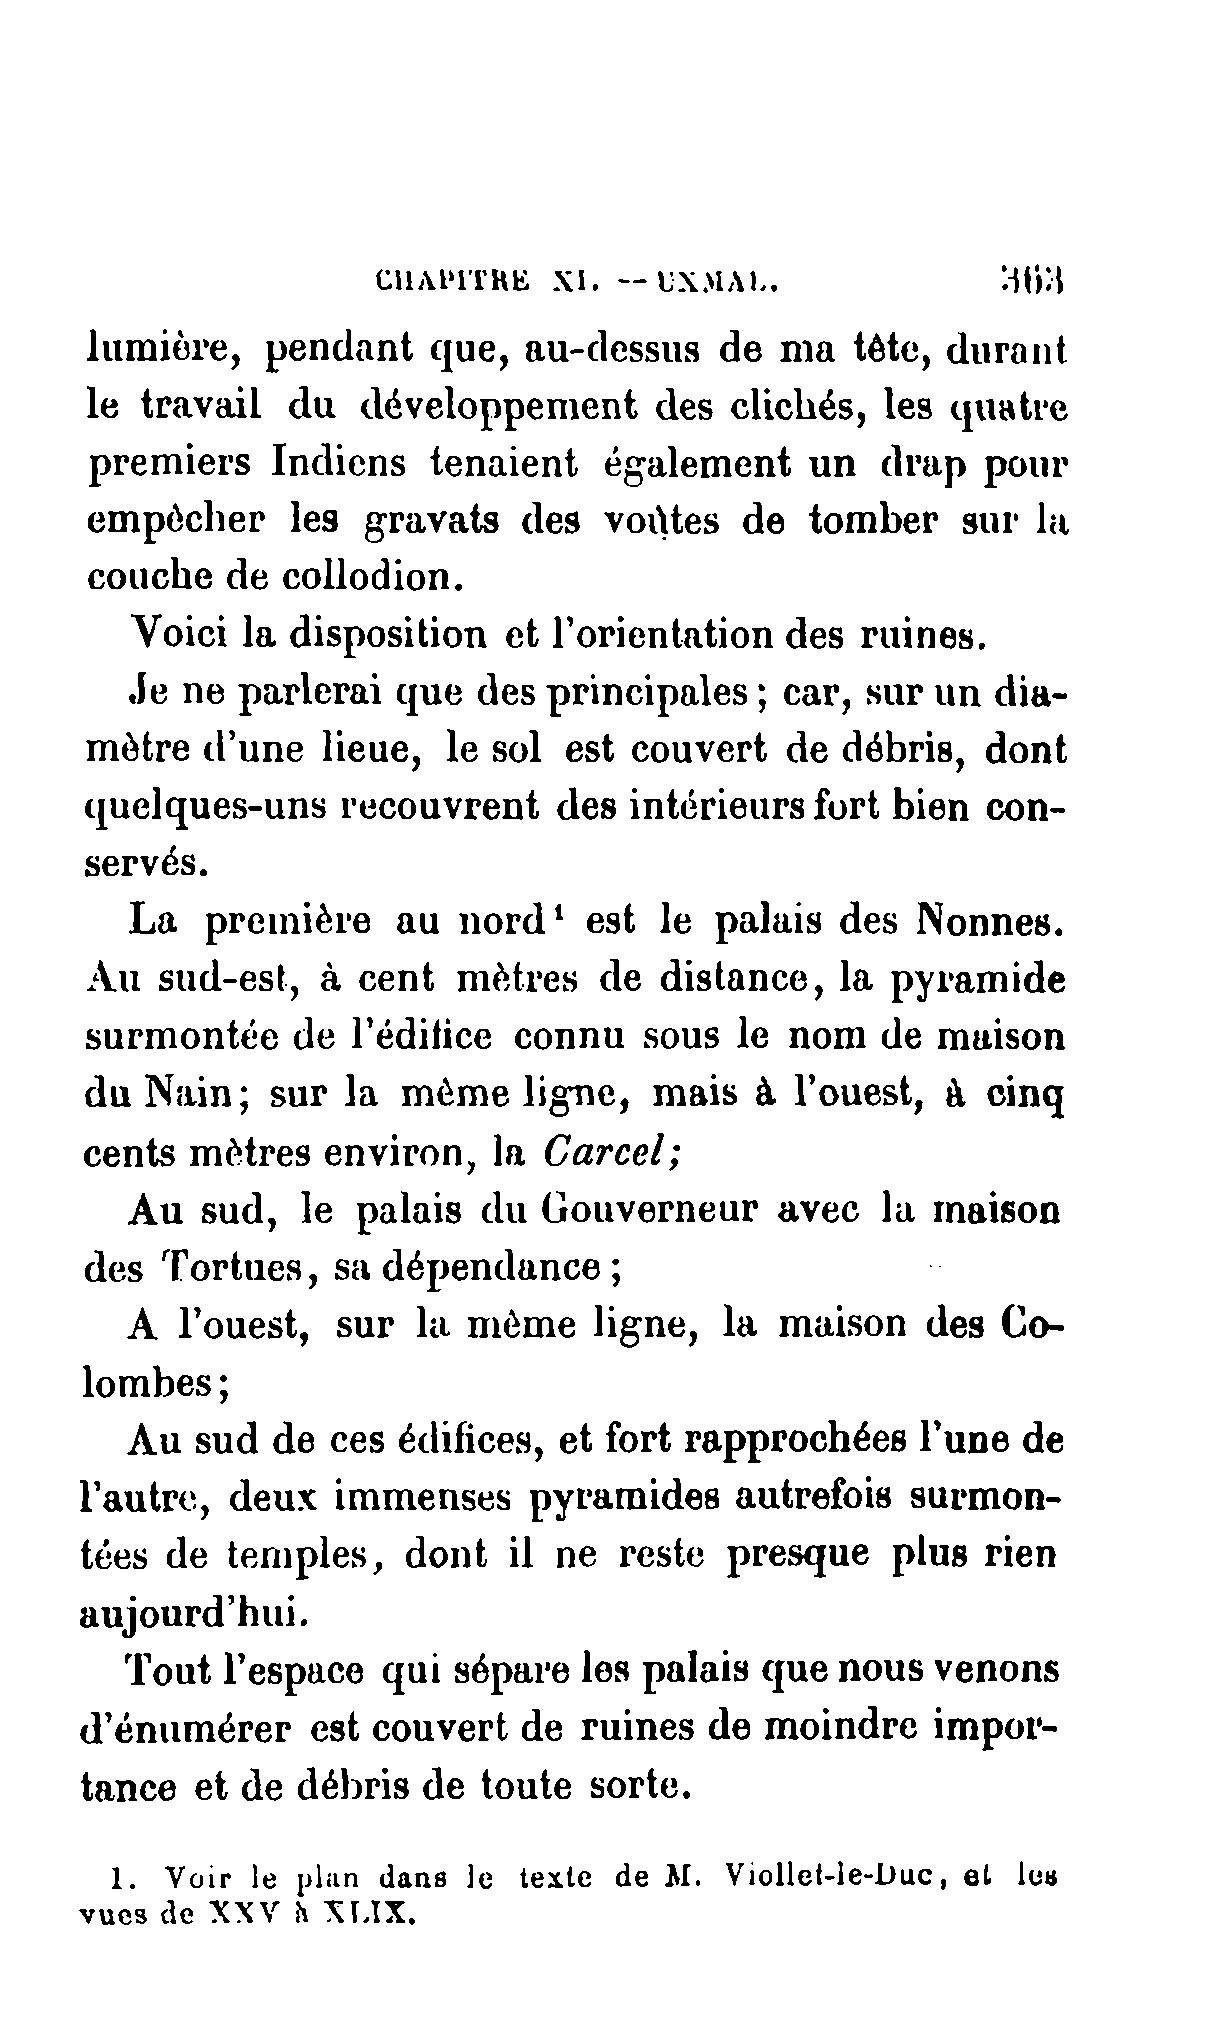 CHAPITRE XI. — UXMAL. 363
lumière, pendant que, au-dessus de ma tête, durant
le travail du développement des clichés, les quatre
premiers Indiens tenaient également un drap pour
empêcher les gravats des voûtes de tomber sur la
couche de collodion.
Voici la disposition et l'orientation des ruines.
Je ne parlerai que des principales ; car, sur un dia-
mètre d'une lieue, le sol est couvert de débris, dont
quelques-uns recouvrent des intérieurs fort bien con-
servés.
La première au nord¹ est le palais des Nonnes.
Au sud-est, à cent mètres de distance, la pyramide
surmontée de l'édifice connu sous le nom de maison
du Nain; sur la même ligne, mais à l'ouest, à cinq
cents mètres environ, la Carcel;
Au sud, le palais du Gouverneur avec la maison
des Tortues, sa dépendance ;
A l'ouest, sur la même ligne, la maison des Co-
lombes;
Au sud de ces édifices, et fort rapprochées l'une de
l'autre, deux immenses pyramides autrefois surmon-
tées de temples, dont il ne reste presque plus rien
aujourd'hui.
Tout l'espace qui sépare les palais que nous venons
d'énumérer est couvert de ruines de moindre impor-
tance et de débris de toute sorte.
1. Voir le plan dans le texte de M. Viollet-le-Duc, et les
vues de XXV à XLIX.